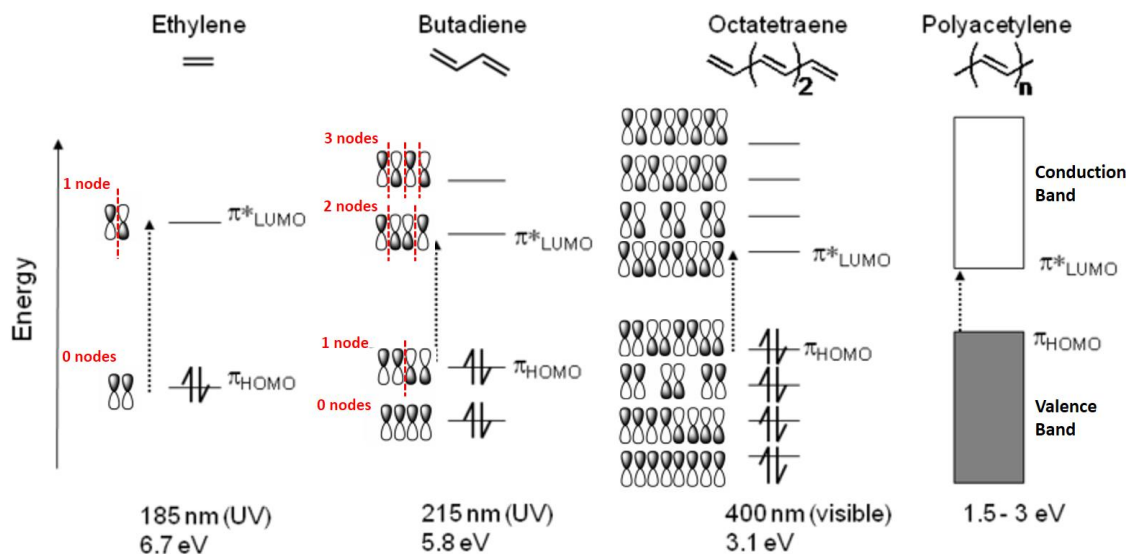 Ethylene
Butadiene
Octatetraene
Polyacetylene
2
n
Energy
1 node
π*LUMO
0 nodes
πHOMO
3 nodes
2 nodes
π*LUMO
1 node
πHOMO
0 nodes
π*LUMO
πHOMO
Conduction
Band
π*LUMO
πHOMO
Valence
Band
185 nm (UV)
6.7 eV
215 nm (UV)
5.8 eV
400 nm (visible)
3.1 eV
1.5 - 3 eV